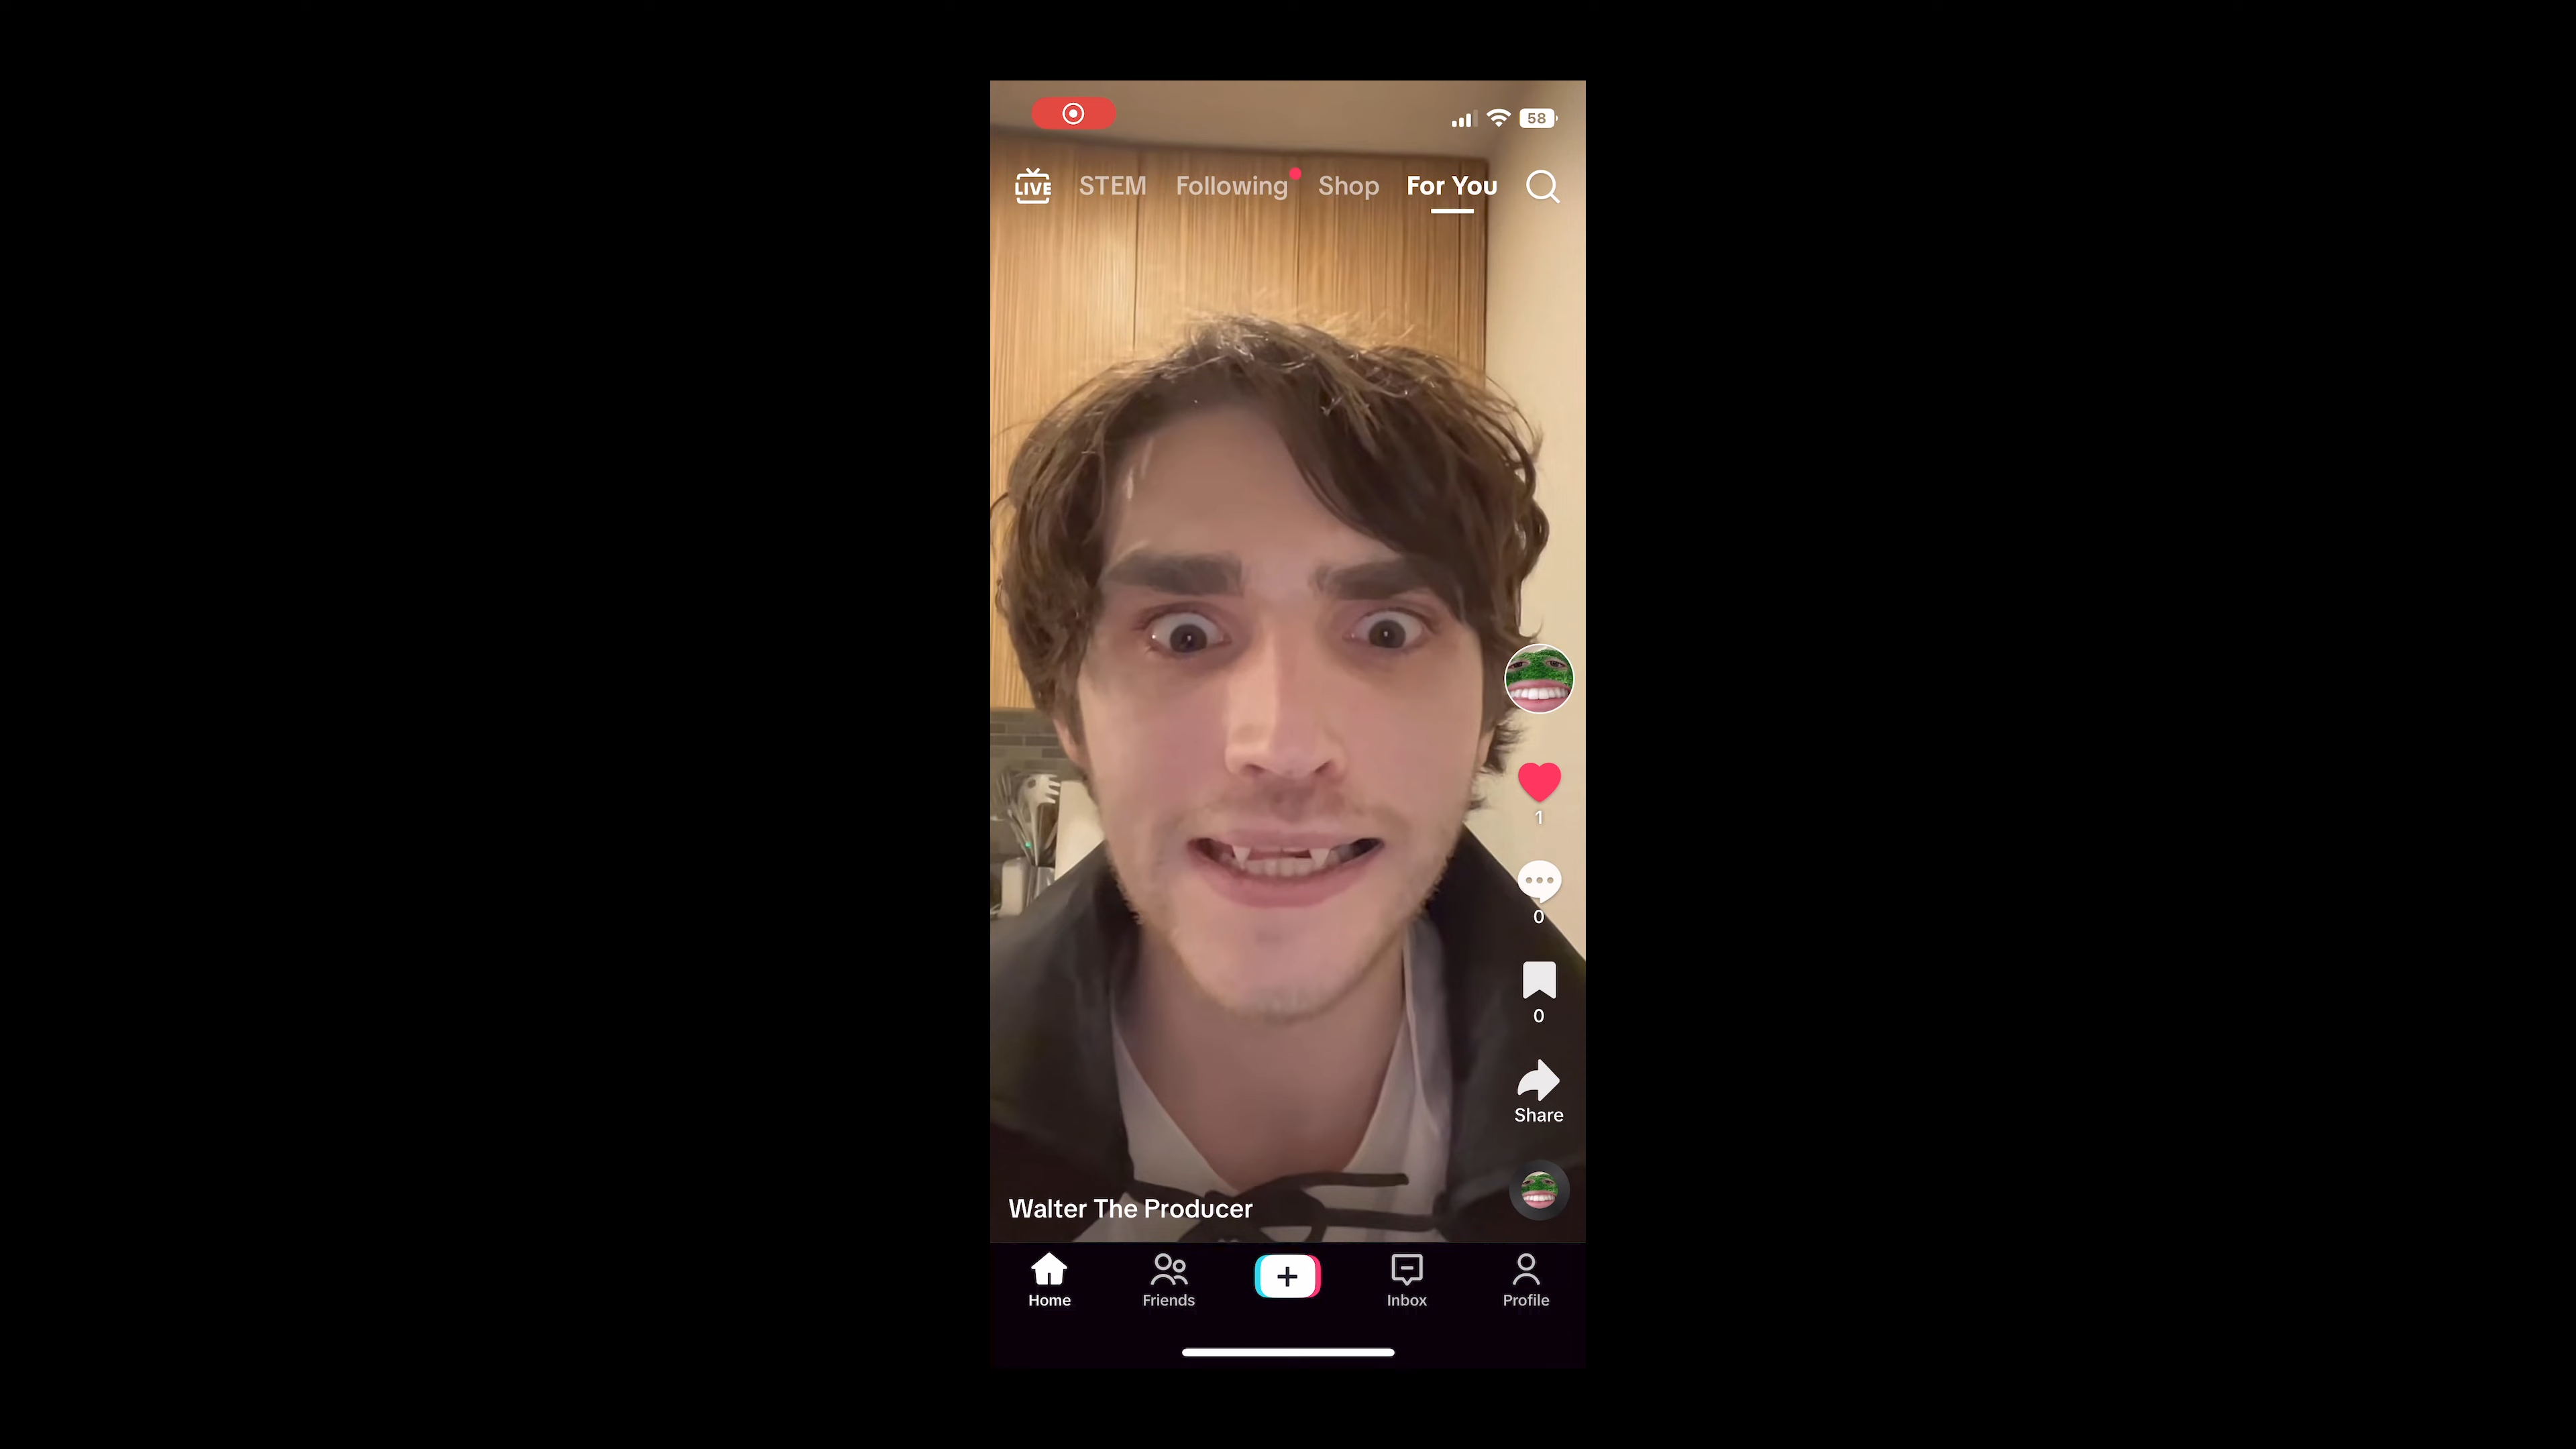 58
LIVE STEM Following Shop For You
1
0
0
Share
Walter The Producer
Home Friends Inbox Profile